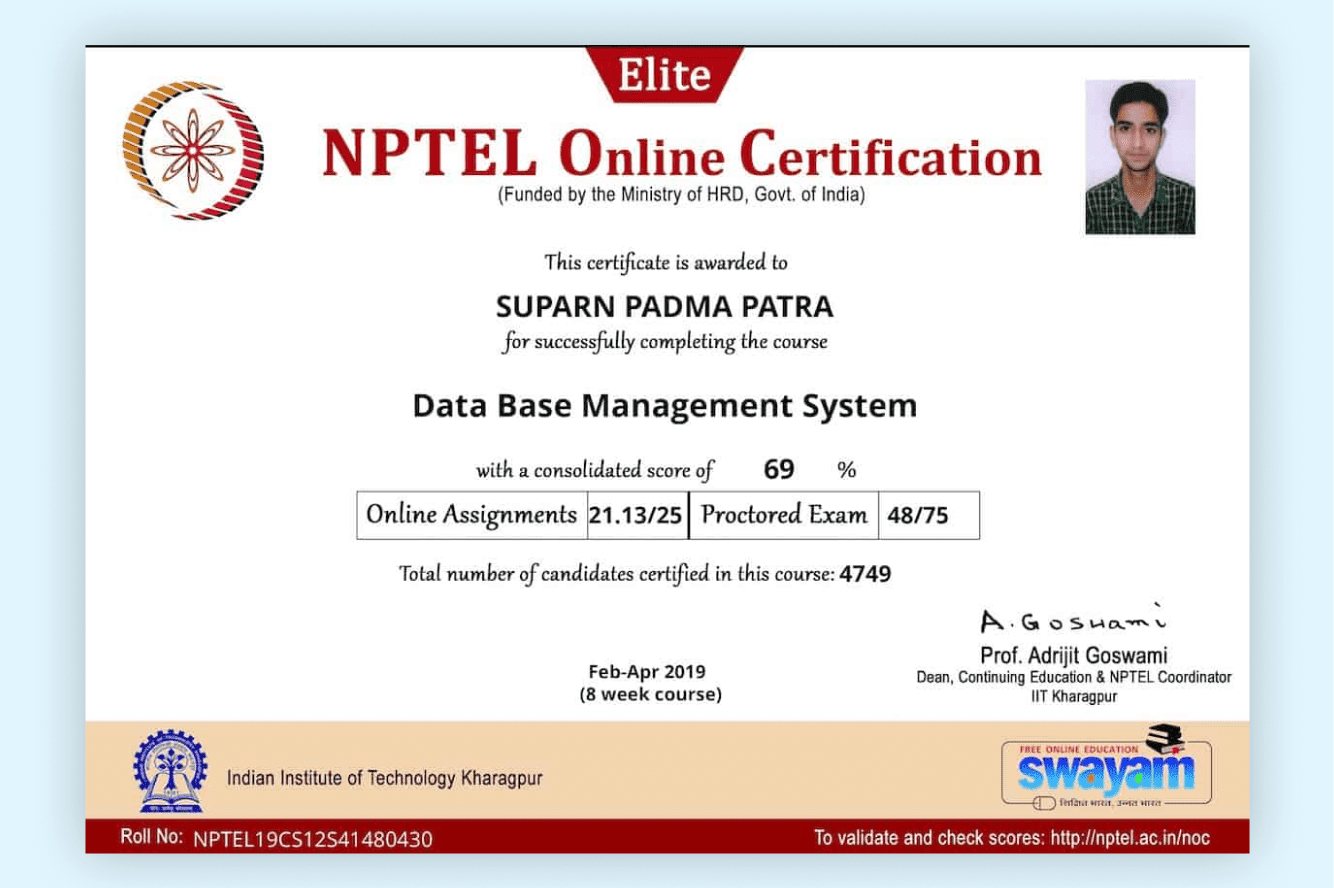 Elite
NPTEL Online Certification
(Funded by the Ministry of HRD, Govt. of India)
This certificate is awarded to
SUPARN PADMA PATRA
for successfully completing the course
Data Base Management System
with a consolidated score of 69 %
Online Assignments 21.13/25 Proctored Exam 48/75
Total number of candidates certified in this course: 4749
A. Goswami
Prof. Adrijit Goswami
Dean, Continuing Education & NPTEL Coordinator
IIT Kharagpur
Feb-Apr 2019
(8 week course)
Indian Institute of Technology Kharagpur
FREE ONLINE EDUCATION
swayam
शिक्षित भारत, उन्नत भारत
Roll No: NPTEL19CS12S41480430
To validate and check scores: http://nptel.ac.in/noc